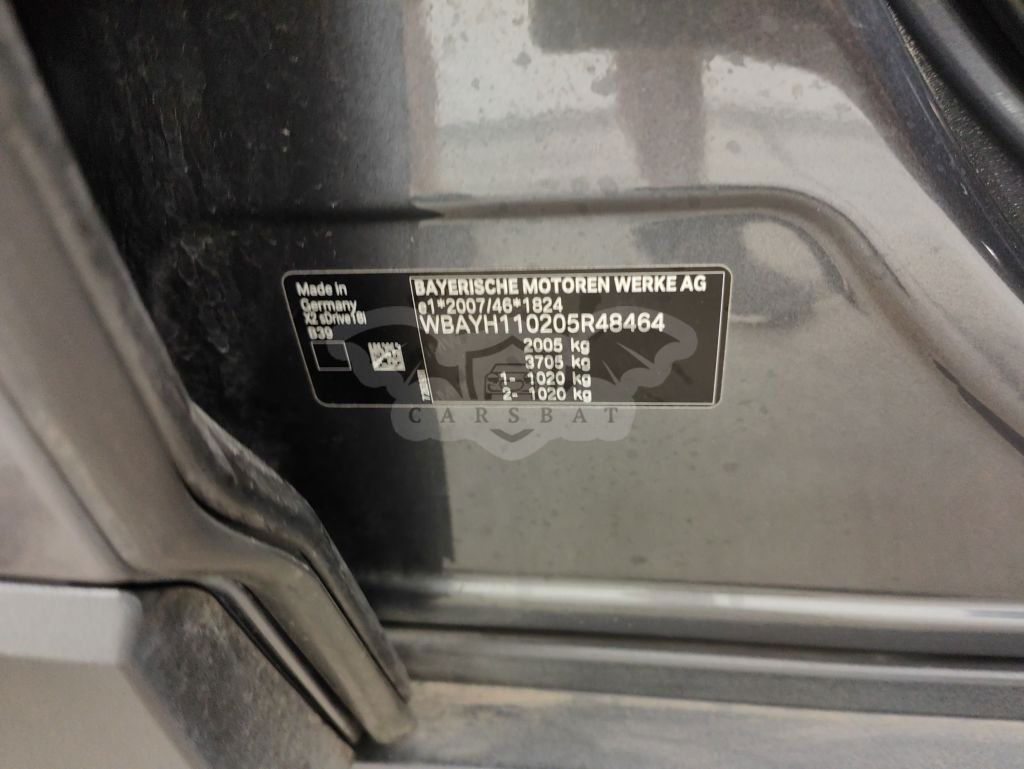 Made in
Germany
X2 sDrive18i
B39
BAYERISCHE MOTOREN WERKE AG
e1*2007/46*1824
WBAYH110205R48464
2005 kg
3705 kg
1- 1020 kg
2- 1020 kg
CARSBAT